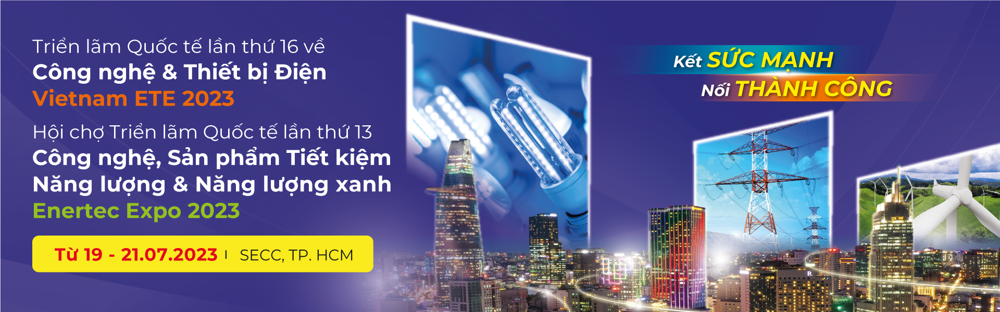 Triển lãm Quốc tế lần thứ 16 về
Công nghệ & Thiết bị Điện
Vietnam ETE 2023
Hội chợ Triển lãm Quốc tế lần thứ 13
Công nghệ, Sản phẩm Tiết kiệm
Năng lượng & Năng lượng xanh
Enertec Expo 2023
Từ 19 - 21.07.2023 | SECC, TP. HCM
Kết SỨC MẠNH
Nối THÀNH CÔNG
R